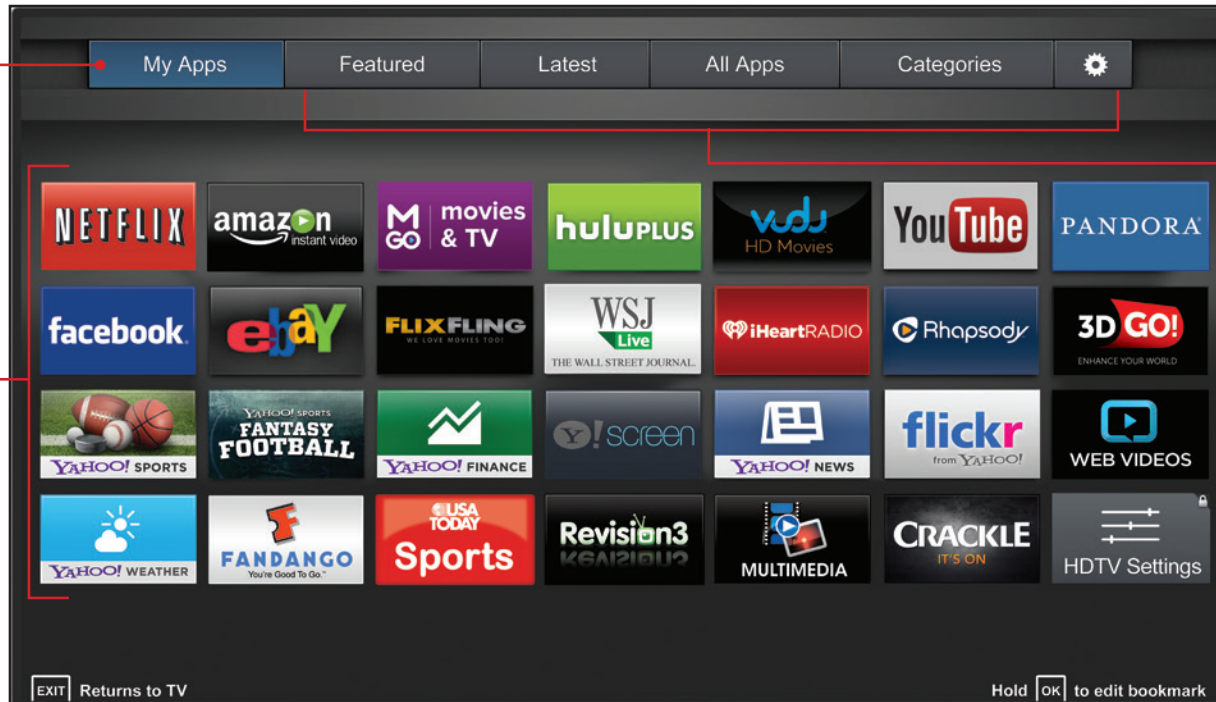 My Apps Featured Latest All Apps Categories
NETFLIX
amazon
instant video
M GO movies & TV
huluPLUS
vudu
HD Movies
You Tube
PANDORA
facebook
ebaY
FLIXFLING
WE LOVE MOVIES TOO!
WSJ
Live
THE WALL STREET JOURNAL.
iHeartRADIO
Rhapsody
3D GO!
ENHANCE YOUR WORLD
YAHOO! SPORTS
YAHOO! SPORTS
FANTASY
FOOTBALL
YAHOO! FINANCE
Y! screen
YAHOO! NEWS
flickr
from YAHOO!
WEB VIDEOS
YAHOO! WEATHER
F
FANDANGO
You're Good To Go.™
USA
TODAY
Sports
Revision3
MULTIMEDIA
CRACKLE
IT'S ON
HDTV Settings
EXIT Returns to TV
Hold OK to edit bookmark